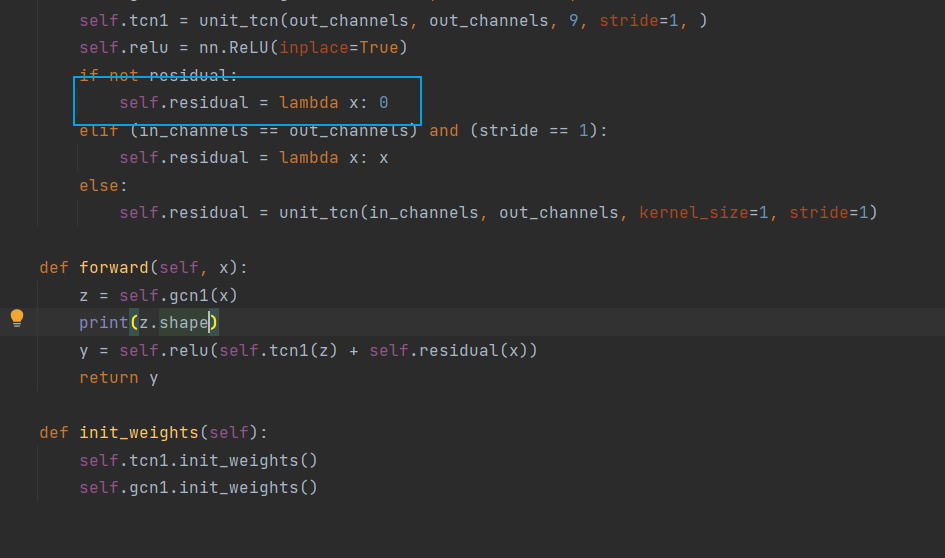 self.tcn1 = unit_tcn(out_channels, out_channels, 9, stride=1, )
self.relu = nn.ReLU(inplace=True)
if not residual:
self.residual = lambda x: 0
elif (in_channels == out_channels) and (stride == 1):
self.residual = lambda x: x
else:
self.residual = unit_tcn(in_channels, out_channels, kernel_size=1, stride=1)
def forward(self, x):
z = self.gcn1(x)
print(z.shape)
y = self.relu(self.tcn1(z) + self.residual(x))
return y
def init_weights(self):
self.tcn1.init_weights()
self.gcn1.init_weights()